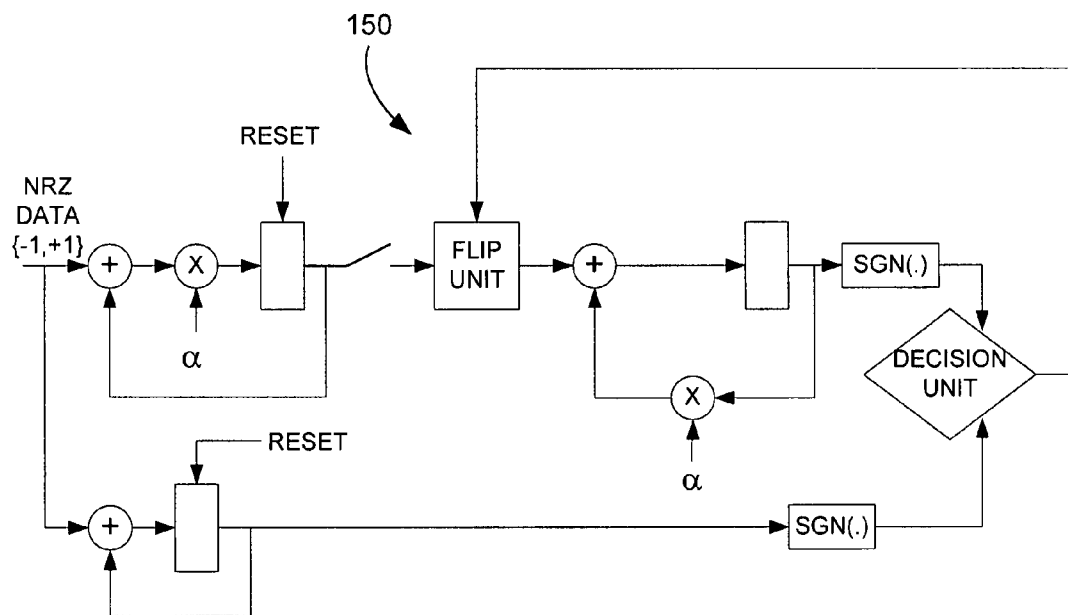 150
RESET
NRZ
DATA
{-1,+1}
+
X
α
FLIP
UNIT
+
SGN(.)
X
α
DECISION
UNIT
RESET
+
SGN(.)